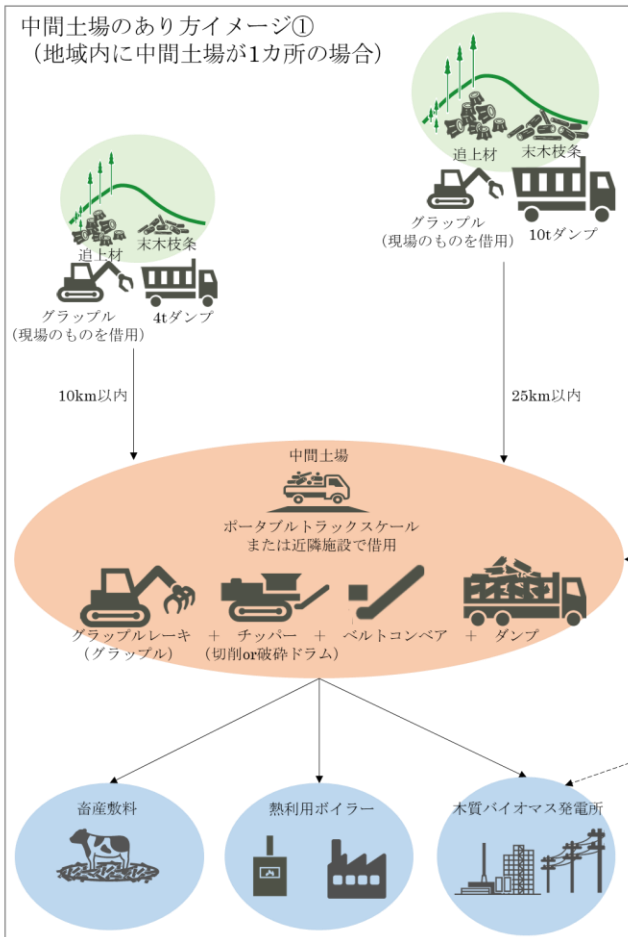 中間土場のあり方イメージ①
（地域内に中間土場が1カ所の場合）
追上材
末木枝条
グラップル
（現場のものを借用）
10tダンプ
追上材
末木枝条
グラップル
（現場のものを借用）
4tダンプ
10km以内
25km以内
中間土場
ポータブルトラックスケール
または近隣施設で借用
グラップルレーキ + チッパー + ベルトコンベア + ダンプ
（グラップル）
（切削or破砕ドラム）
畜産敷料
熱利用ボイラー
木質バイオマス発電所